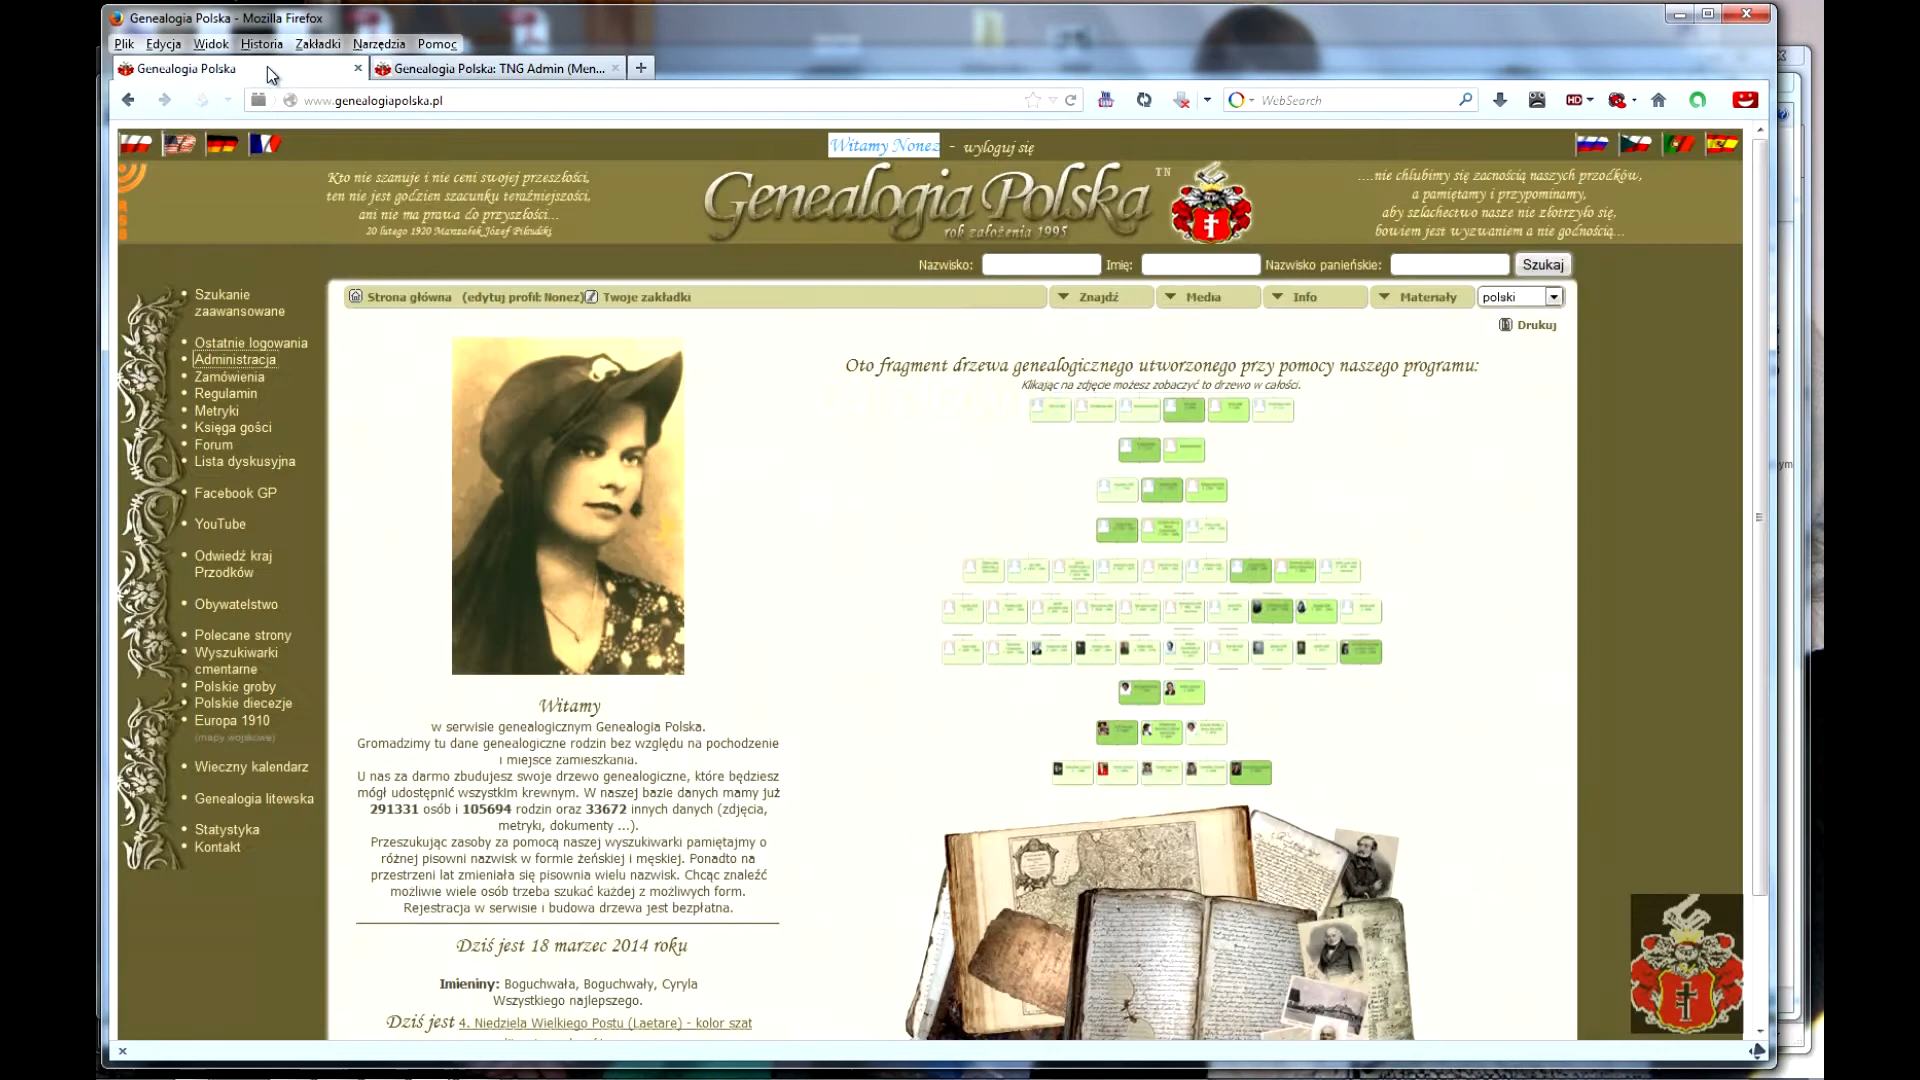 Genealogia Polska - Mozilla Firefox
Plik Edycja Widok Historia Zakładki Narzędzia Pomoc
Genealogia Polska
Genealogia Polska: TNG Admin (Men...
www.genealogiapolska.pl
HD
WebSearch
Witamy Nonez - wyloguj się
Kto nie szanuje i nie ceni swojej przeszłości,
ten nie jest godzien szacunku teraźniejszości,
ani nie ma prawa do przyszłości...
20 lutego 1920 Marszałek Józef Piłsudski
Genealogia Polska TN
rok założenia 1995
....nie chlubimy się zacnością naszych przodków,
a pamiętamy i przypominamy,
aby szlachectwo nasze nie złotrzyło się,
bowiem jest wyzwaniem a nie godnością...
Nazwisko: Imię: Nazwisko panieńskie: Szukaj
Strona główna (edytuj profil: Nonez) Twoje zakładki Znajdź Media Info Materiały polski
Drukuj
Szukanie
zaawansowane
Ostatnie logowania
Administracja
Zamówienia
Regulamin
Metryki
Księga gości
Forum
Lista dyskusyjna
Facebook GP
YouTube
Odwiedź kraj
Przodków
Obywatelstwo
Polecane strony
Wyszukiwarki
cmentarne
Polskie groby
Polskie diecezje
Europa 1910
(mapy wojskowe)
Wieczny kalendarz
Genealogia litewska
Statystyka
Kontakt
Oto fragment drzewa genealogicznego utworzonego przy pomocy naszego programu:
Klikając na zdjęcie możesz zobaczyć to drzewo w całości.
Witamy
w serwisie genealogicznym Genealogia Polska.
Gromadzimy tu dane genealogiczne rodzin bez względu na pochodzenie
i miejsce zamieszkania.
U nas za darmo zbudujesz swoje drzewo genealogiczne, które będziesz
mógł udostępnić wszystkim krewnym. W naszej bazie danych mamy już
291331 osób i 105694 rodzin oraz 33672 innych danych (zdjęcia,
metryki, dokumenty ...).
Przeszukując zasoby za pomocą naszej wyszukiwarki pamiętajmy o
różnej pisowni nazwisk w formie żeńskiej i męskiej. Ponadto na
przestrzeni lat zmieniała się pisownia wielu nazwisk. Chcąc znaleźć
możliwie wiele osób trzeba szukać każdej z możliwych form.
Rejestracja w serwisie i budowa drzewa jest bezpłatna.
Dziś jest 18 marzec 2014 roku
Imieniny: Boguchwała, Boguchwały, Cyryla
Wszystkiego najlepszego.
Dziś jest 4. Niedziela Wielkiego Postu (Laetare) - kolor szat